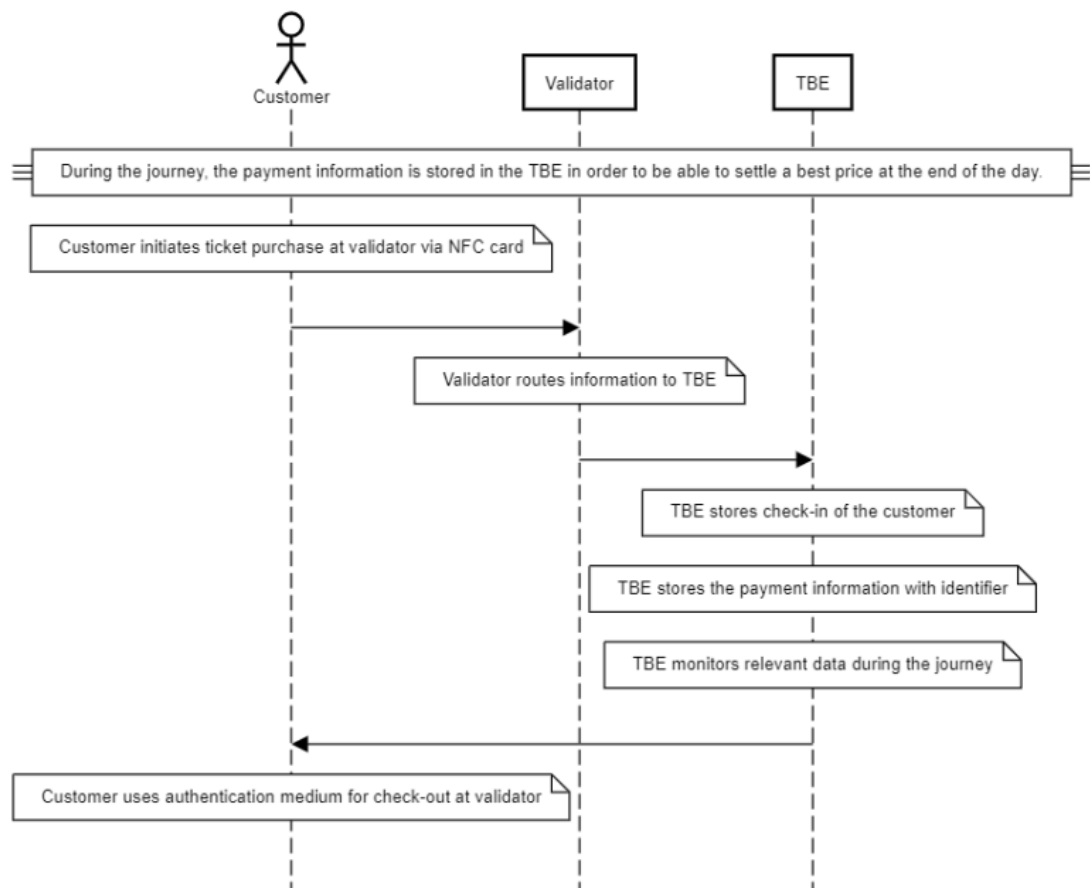 Customer
Validator
TBE
During the journey, the payment information is stored in the TBE in order to be able to settle a best price at the end of the day.
Customer initiates ticket purchase at validator via NFC card
Validator routes information to TBE
TBE stores check-in of the customer
TBE stores the payment information with identifier
TBE monitors relevant data during the journey
Customer uses authentication medium for check-out at validator